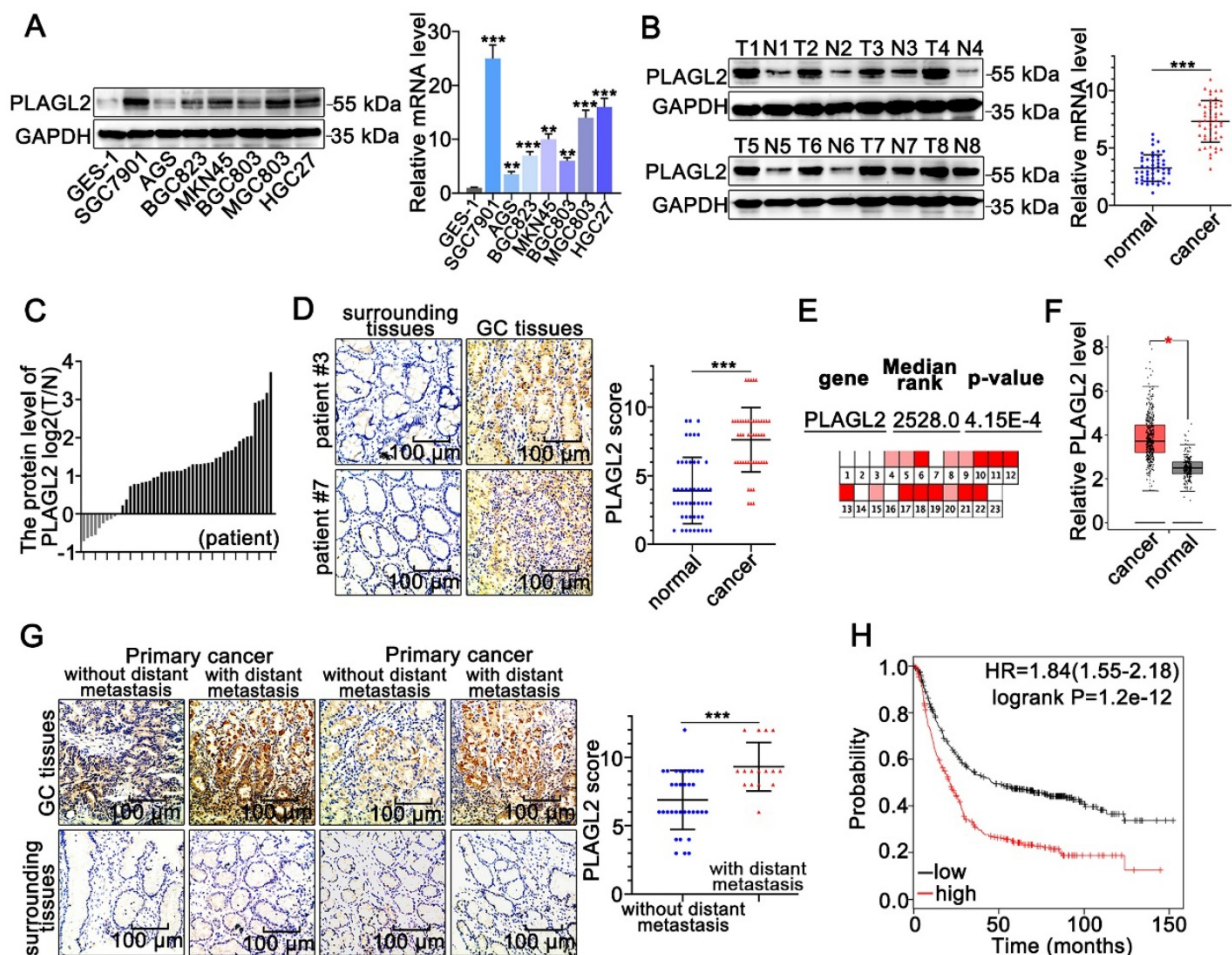 A
PLAGL2
-55 kDa
GAPDH
-35 kDa
GES-1
SGC7901
AGS
BGC823
MKN45
BGC803
MGC803
HGC27
Relative mRNA level
30
20
10
0
***
**
***
**
**
***
***
GES-1
SGC7901
AGS
BGC823
MKN45
BGC803
MGC803
HGC27
B
T1 N1 T2 N2 T3 N3 T4 N4
PLAGL2
-55 kDa
GAPDH
-35 kDa
T5 N5 T6 N6 T7 N7 T8 N8
PLAGL2
-55 kDa
GAPDH
-35 kDa
Relative mRNA level
10
5
0
***
normal
cancer
C
The protein level of
PLAGL2 log2(T/N)
4
3
2
1
0
-1
(patient)
D
surrounding
tissues
GC tissues
patient #3
100 μm
100 μm
patient #7
100 μm
100 μm
PLAGL2 score
10
5
0
***
normal
cancer
E
gene
Median
rank
p-value
PLAGL2
2528.0
4.15E-4
1 2 3 4 5 6 7 8 9 10 11 12
13 14 15 16 17 18 19 20 21 22 23
F
Relative PLAGL2 level
8
6
4
2
0
*
cancer
normal
G
Primary cancer
without distant
metastasis
with distant
metastasis
Primary cancer
without distant
metastasis
with distant
metastasis
GC tissues
100 μm
100 μm
100 μm
100 μm
surrounding
tissues
100 μm
100 μm
100 μm
100 μm
PLAGL2 score
10
5
0
***
with distant
metastasis
without distant
metastasis
H
HR=1.84(1.55-2.18)
logrank P=1.2e-12
Probability
1.0
0.8
0.6
0.4
0.2
0.0
low
high
0 50 100 150
Time (months)